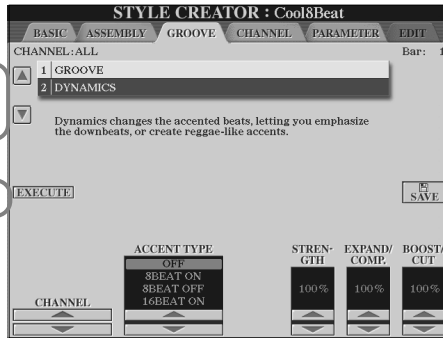 STYLE CREATOR : Cool8Beat
BASIC ASSEMBLY GROOVE CHANNEL PARAMETER EDIT
CHANNEL:ALL Bar: 1
1 GROOVE
2 DYNAMICS
Dynamics changes the accented beats, letting you emphasize
the downbeats, or create reggae-like accents.
EXECUTE
SAVE
ACCENT TYPE
OFF
8BEAT ON
8BEAT OFF
16BEAT ON
STREN-
GTH
100%
EXPAND/
COMP.
100%
BOOST/
CUT
100%
CHANNEL